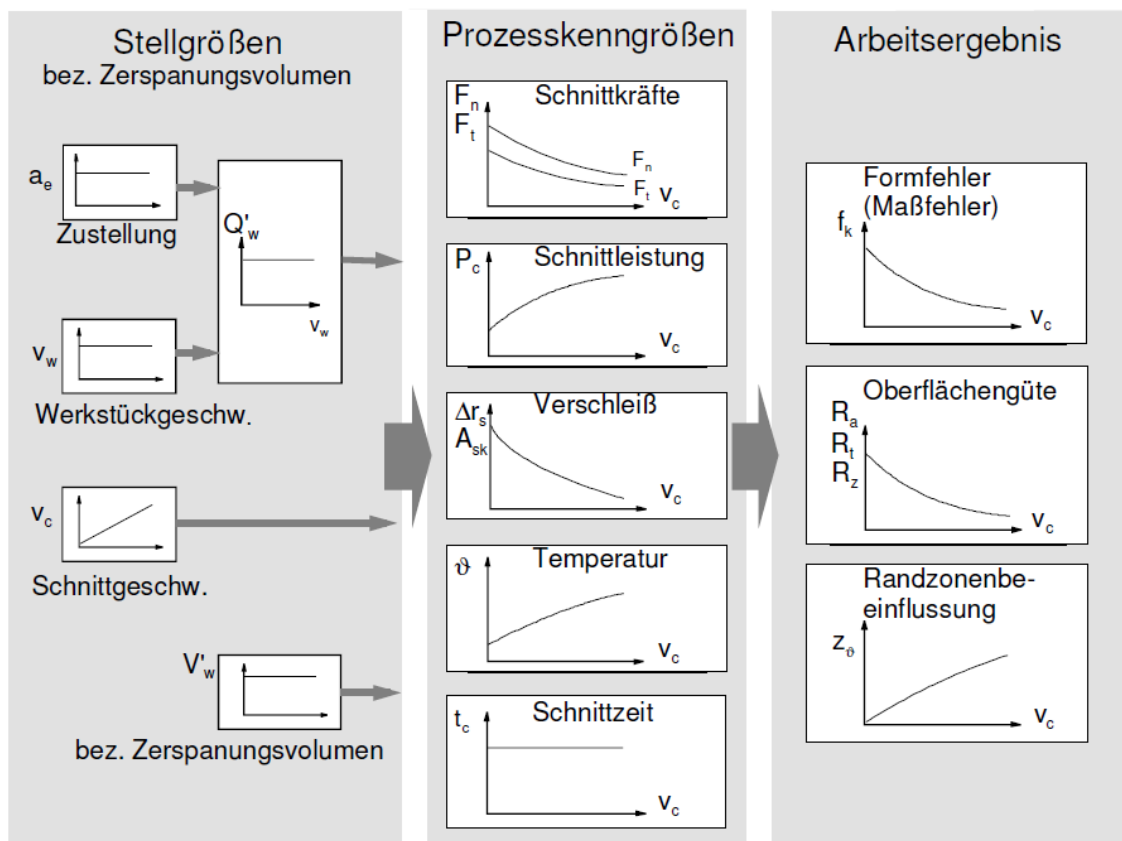 Stellgrößen
bez. Zerspanungsvolumen
a_e
Zustellung
Q'_w
v_w
v_w
Werkstückgeschw.
v_c
Schnittgeschw.
V'_w
bez. Zerspanungsvolumen
Prozesskenngrößen
F_n
F_t
Schnittkräfte
F_n
F_t
v_c
P_c
Schnittleistung
v_c
Δr_s
A_sk
Verschleiß
v_c
ϑ
Temperatur
v_c
t_c
Schnittzeit
v_c
Arbeitsergebnis
Formfehler
(Maßfehler)
f_k
v_c
Oberflächengüte
R_a
R_t
R_z
v_c
Randzonenbe-
einflussung
z_ϑ
v_c